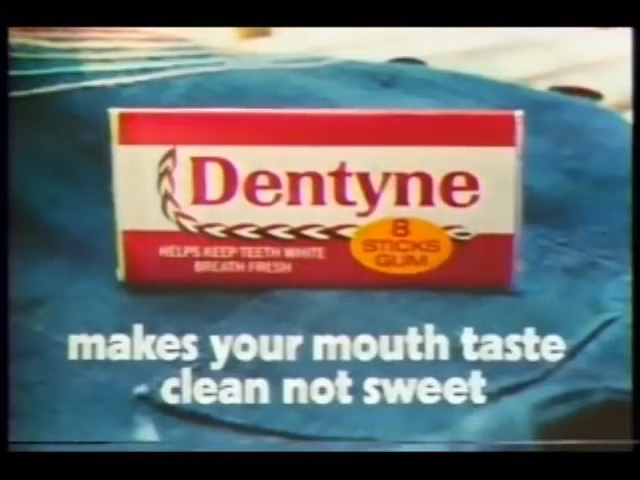 Dentyne
8
STICKS
GUM
HELPS KEEP TEETH WHITE
BREATH FRESH
makes your mouth taste
clean not sweet